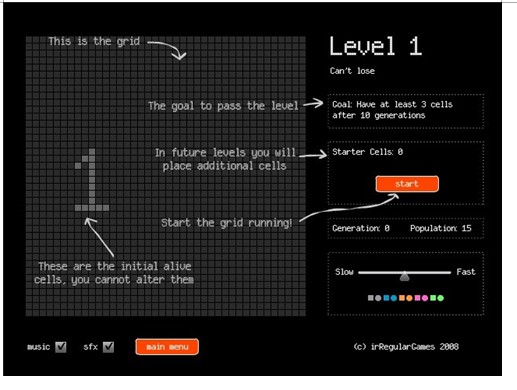 This is the grid
Level 1
Can't lose
The goal to pass the level
Goal: Have at least 3 cells
after 10 generations
In future levels you will
place additional cells
Starter Cells: 0
start
Start the grid running!
Generation: 0 Population: 15
These are the initial alive
cells, you cannot alter them
Slow Fast
music sfx main menu
(c) irRegularGames 2008